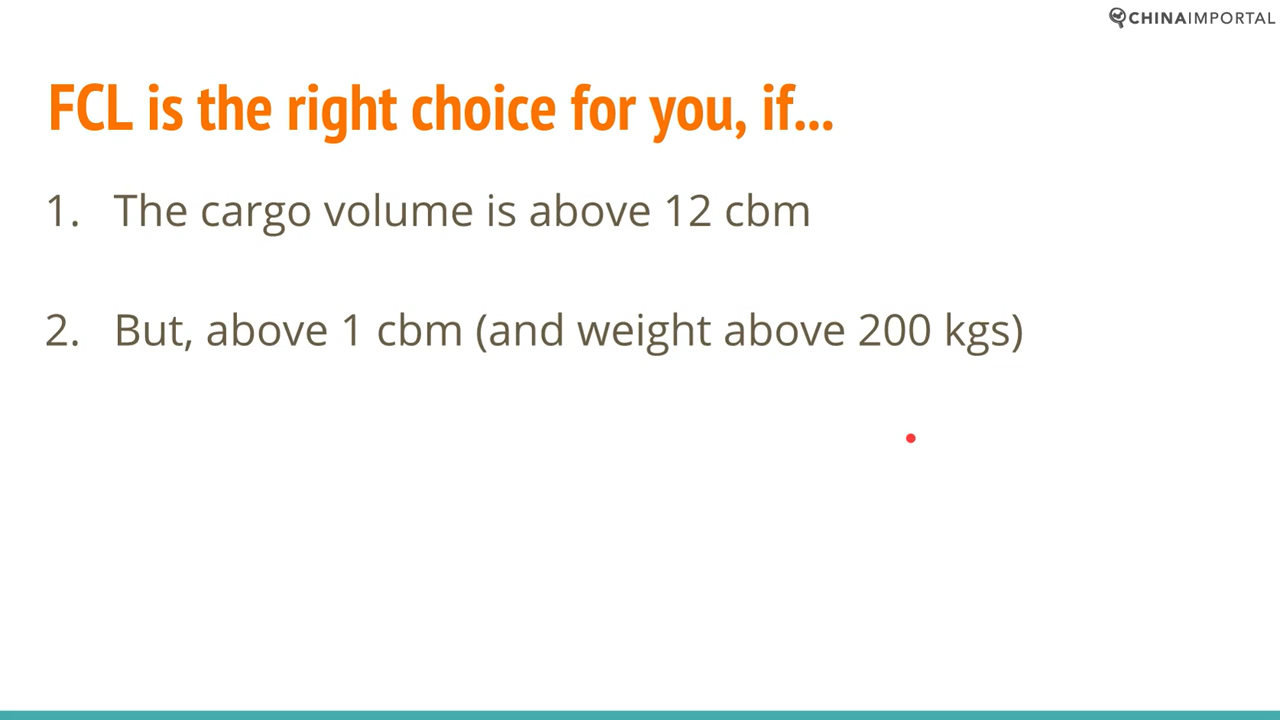 CHINAIMPORTAL
FCL is the right choice for you, if...
1. The cargo volume is above 12 cbm
2. But, above 1 cbm (and weight above 200 kgs)